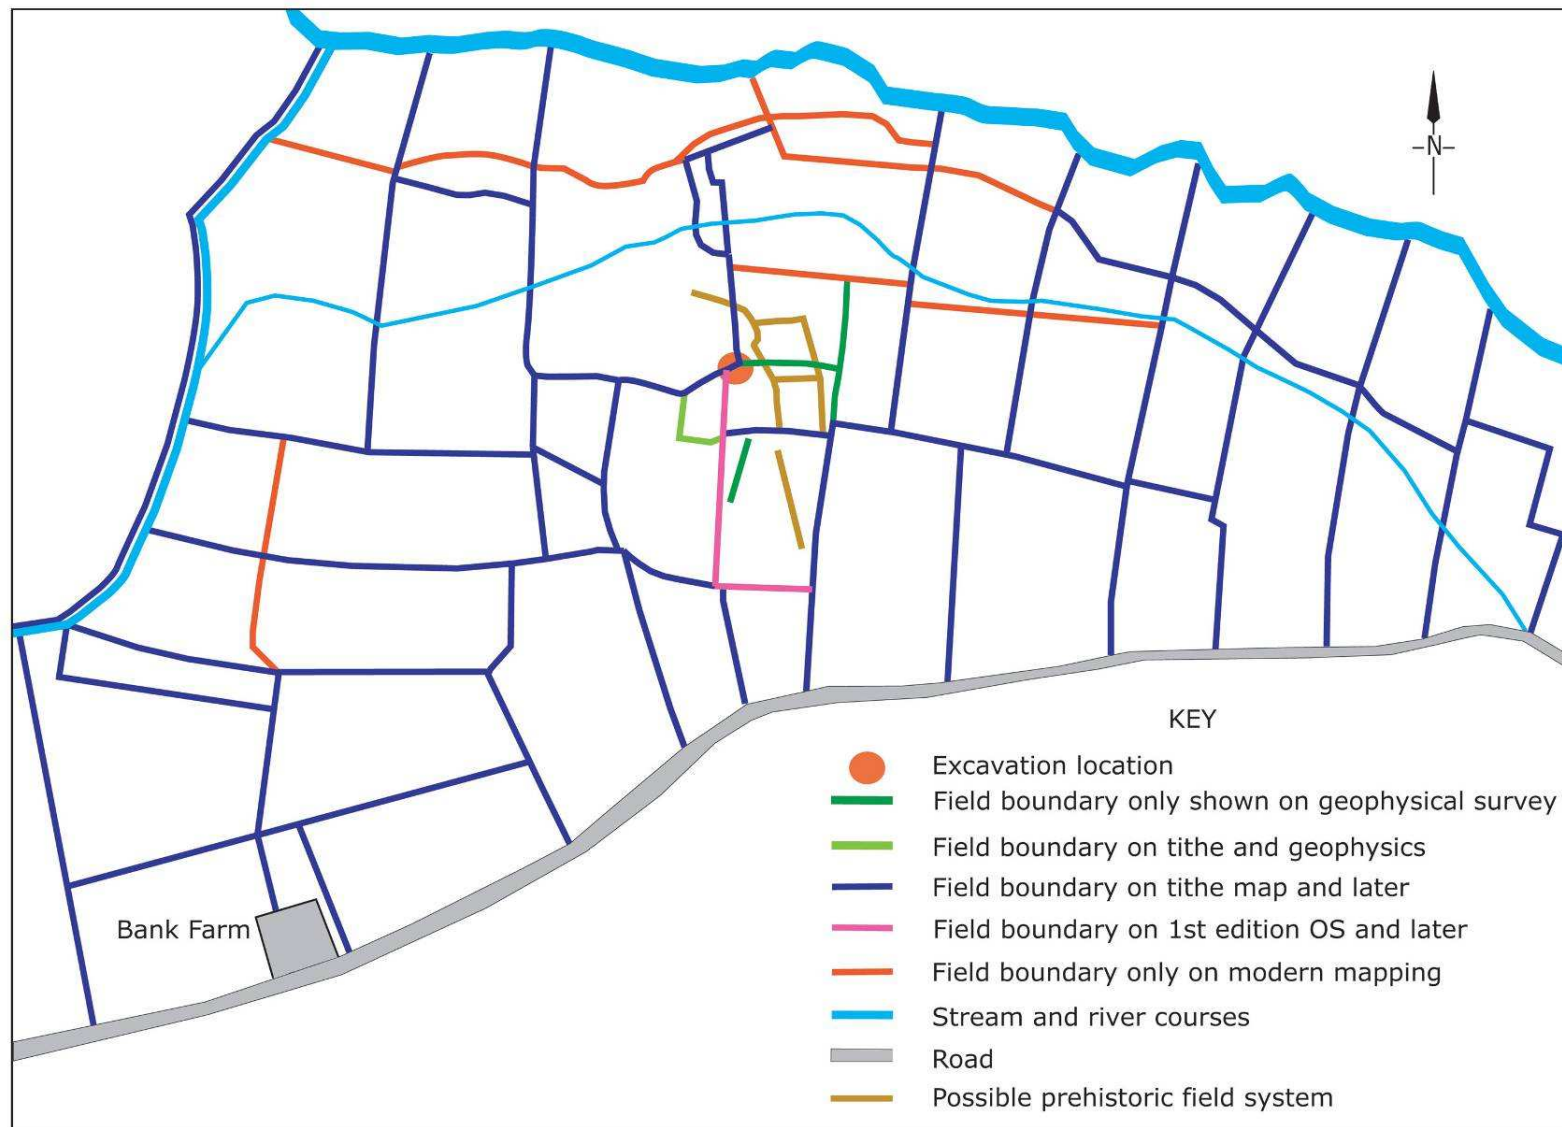 –N–
KEY
Excavation location
Field boundary only shown on geophysical survey
Field boundary on tithe and geophysics
Field boundary on tithe map and later
Bank Farm
Field boundary on 1st edition OS and later
Field boundary only on modern mapping
Stream and river courses
Road
Possible prehistoric field system